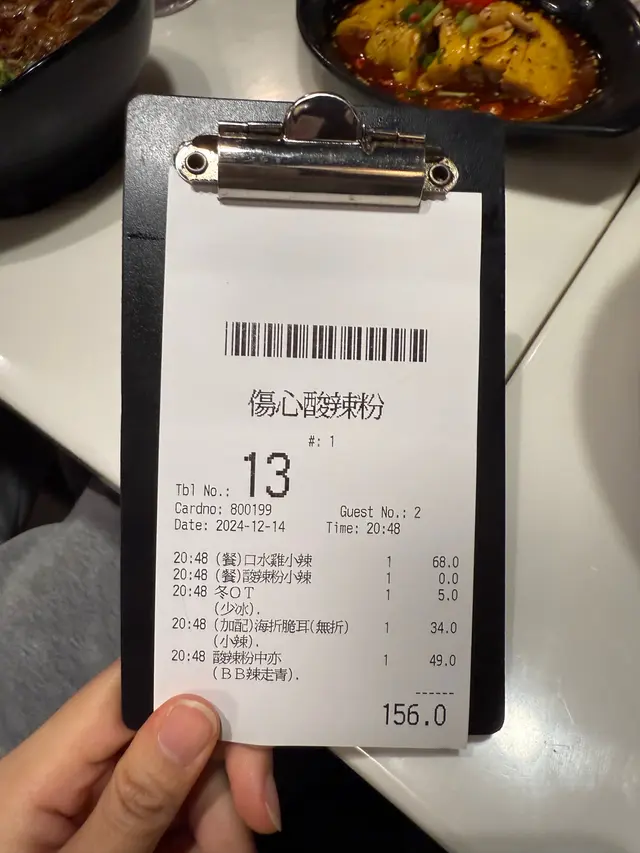 傷心酸辣粉
#: 1
Tbl No.: 13
Cardno: 800199 Guest No.: 2
Date: 2024-12-14 Time: 20:48
20:48 (餐)口水雞小辣 1 68.0
20:48 (餐)酸辣粉小辣 1 0.0
20:48 冬OT 1 5.0
(少冰).
20:48 (加配)海折脆耳(無折) 1 34.0
(小辣).
20:48 酸辣粉中亦 1 49.0
(BB辣走青).
------
156.0